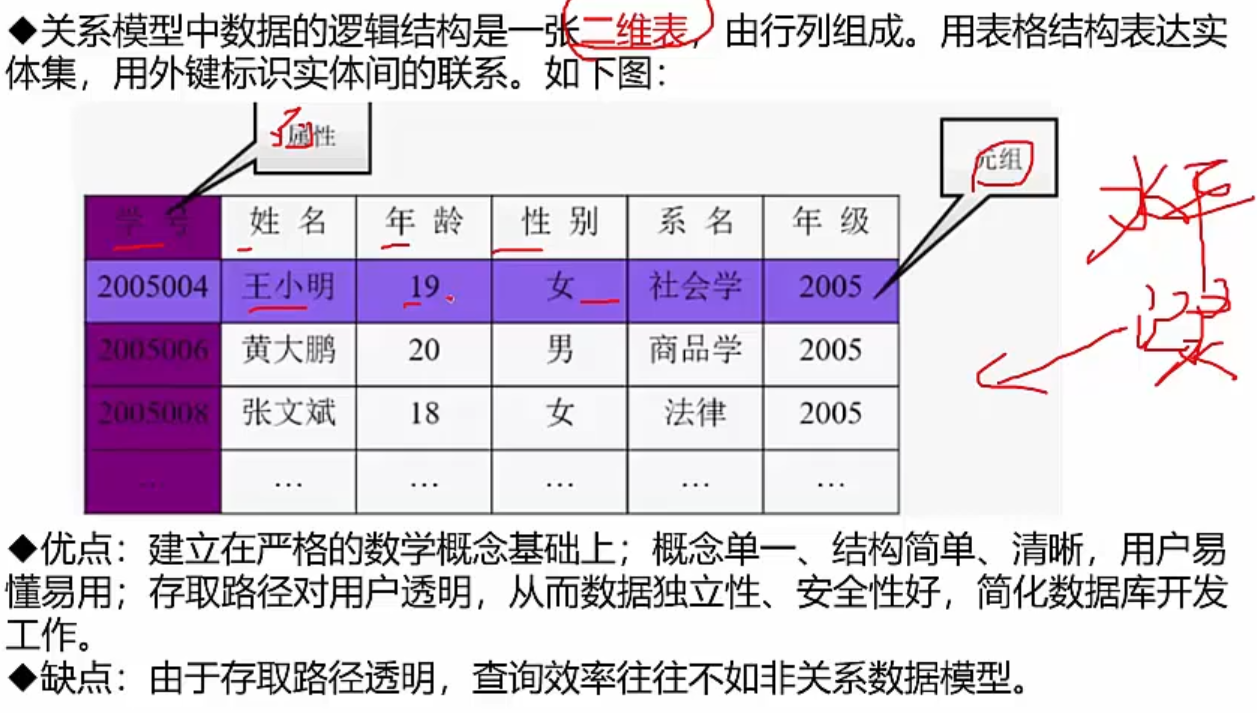 ◆关系模型中数据的逻辑结构是一张二维表，由行列组成。用表格结构表达实
体集，用外键标识实体间的联系。如下图：
列
属性
元组
学 号 姓 名 年 龄 性 别 系 名 年 级
水平
2005004 王小明 19 女 社会学 2005
记录
2005006 黄大鹏 20 男 商品学 2005
2005008 张文斌 18 女 法律 2005
… … … … … …
◆优点：建立在严格的数学概念基础上；概念单一、结构简单、清晰，用户易
懂易用；存取路径对用户透明，从而数据独立性、安全性好，简化数据库开发
工作。
◆缺点：由于存取路径透明，查询效率往往不如非关系数据模型。